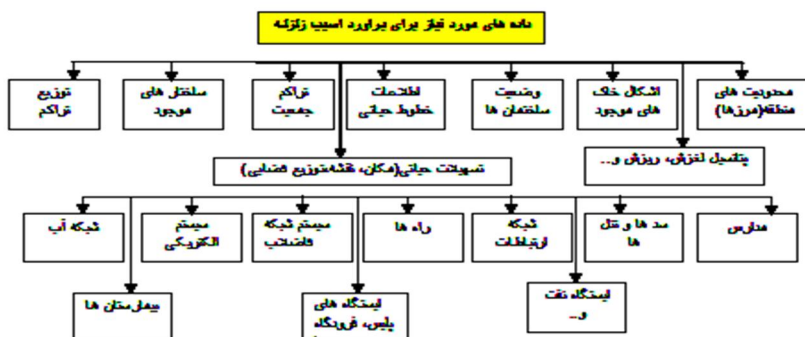 داده های مورد نیاز برای براورد اسیب زلزله
محدودیت های
منطقه(مرزها)
اشکال خاک
های موجود
وضعیت
ساختمان ها
اطلاعات
خطوط حیاتی
تراکم
جمعیت
ساختار های
موجود
توزیع
تراکم
پتانسیل لغزش، ریزش و...
تسهیلات حیاتی(مکان، نقشه،توزیع فضایی)
مدارس
سد ها و پل
ها
شبکه
ارتباطات
راه ها
سیستم شبکه
فاضلاب
سیستم
الکتریکی
شبکه آب
ایستگاه نفت
و...
ایستگاه های
پلیس، فرودگاه
بیمارستان ها